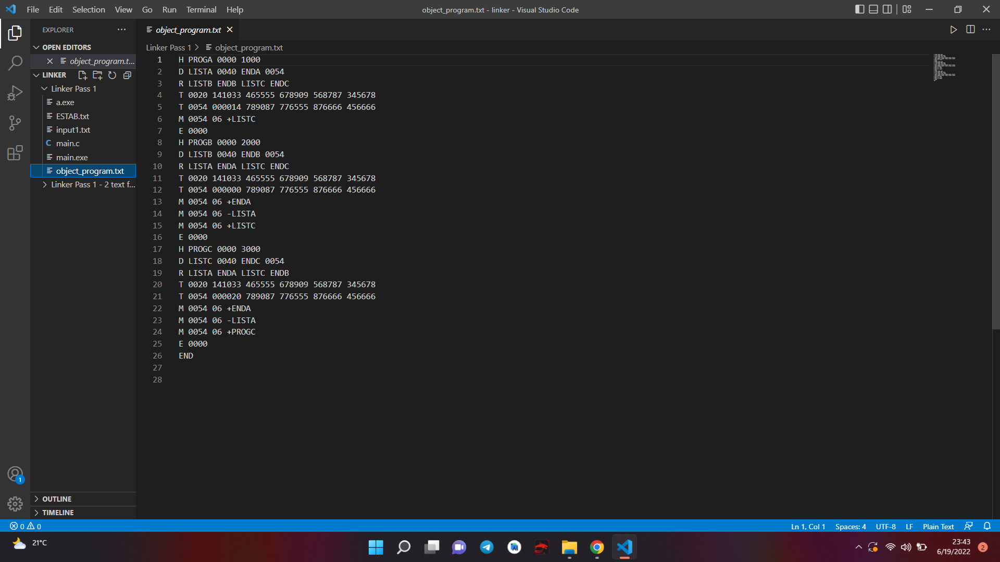 File Edit Selection View Go Run Terminal Help
object_program.txt - linker - Visual Studio Code
EXPLORER
OPEN EDITORS
object_program.t...
LINKER
Linker Pass 1
a.exe
ESTAB.txt
input1.txt
C main.c
main.exe
object_program.txt
Linker Pass 1 - 2 text f...
OUTLINE
TIMELINE
1
object_program.txt
Linker Pass 1 > object_program.txt
1 H PROGA 0000 1000
2 D LISTA 0040 ENDA 0054
3 R LISTB ENDB LISTC ENDC
4 T 0020 141033 465555 678909 568787 345678
5 T 0054 000014 789087 776555 876666 456666
6 M 0054 06 +LISTC
7 E 0000
8 H PROGB 0000 2000
9 D LISTB 0040 ENDB 0054
10 R LISTA ENDA LISTC ENDC
11 T 0020 141033 465555 678909 568787 345678
12 T 0054 000000 789087 776555 876666 456666
13 M 0054 06 +ENDA
14 M 0054 06 -LISTA
15 M 0054 06 +LISTC
16 E 0000
17 H PROGC 0000 3000
18 D LISTC 0040 ENDC 0054
19 R LISTA ENDA LISTC ENDB
20 T 0020 141033 465555 678909 568787 345678
21 T 0054 000020 789087 776555 876666 456666
22 M 0054 06 +ENDA
23 M 0054 06 -LISTA
24 M 0054 06 +PROGC
25 E 0000
26 END
27
28
0 0
Ln 1, Col 1 Spaces: 4 UTF-8 LF Plain Text
21°C
23:43
6/19/2022
2